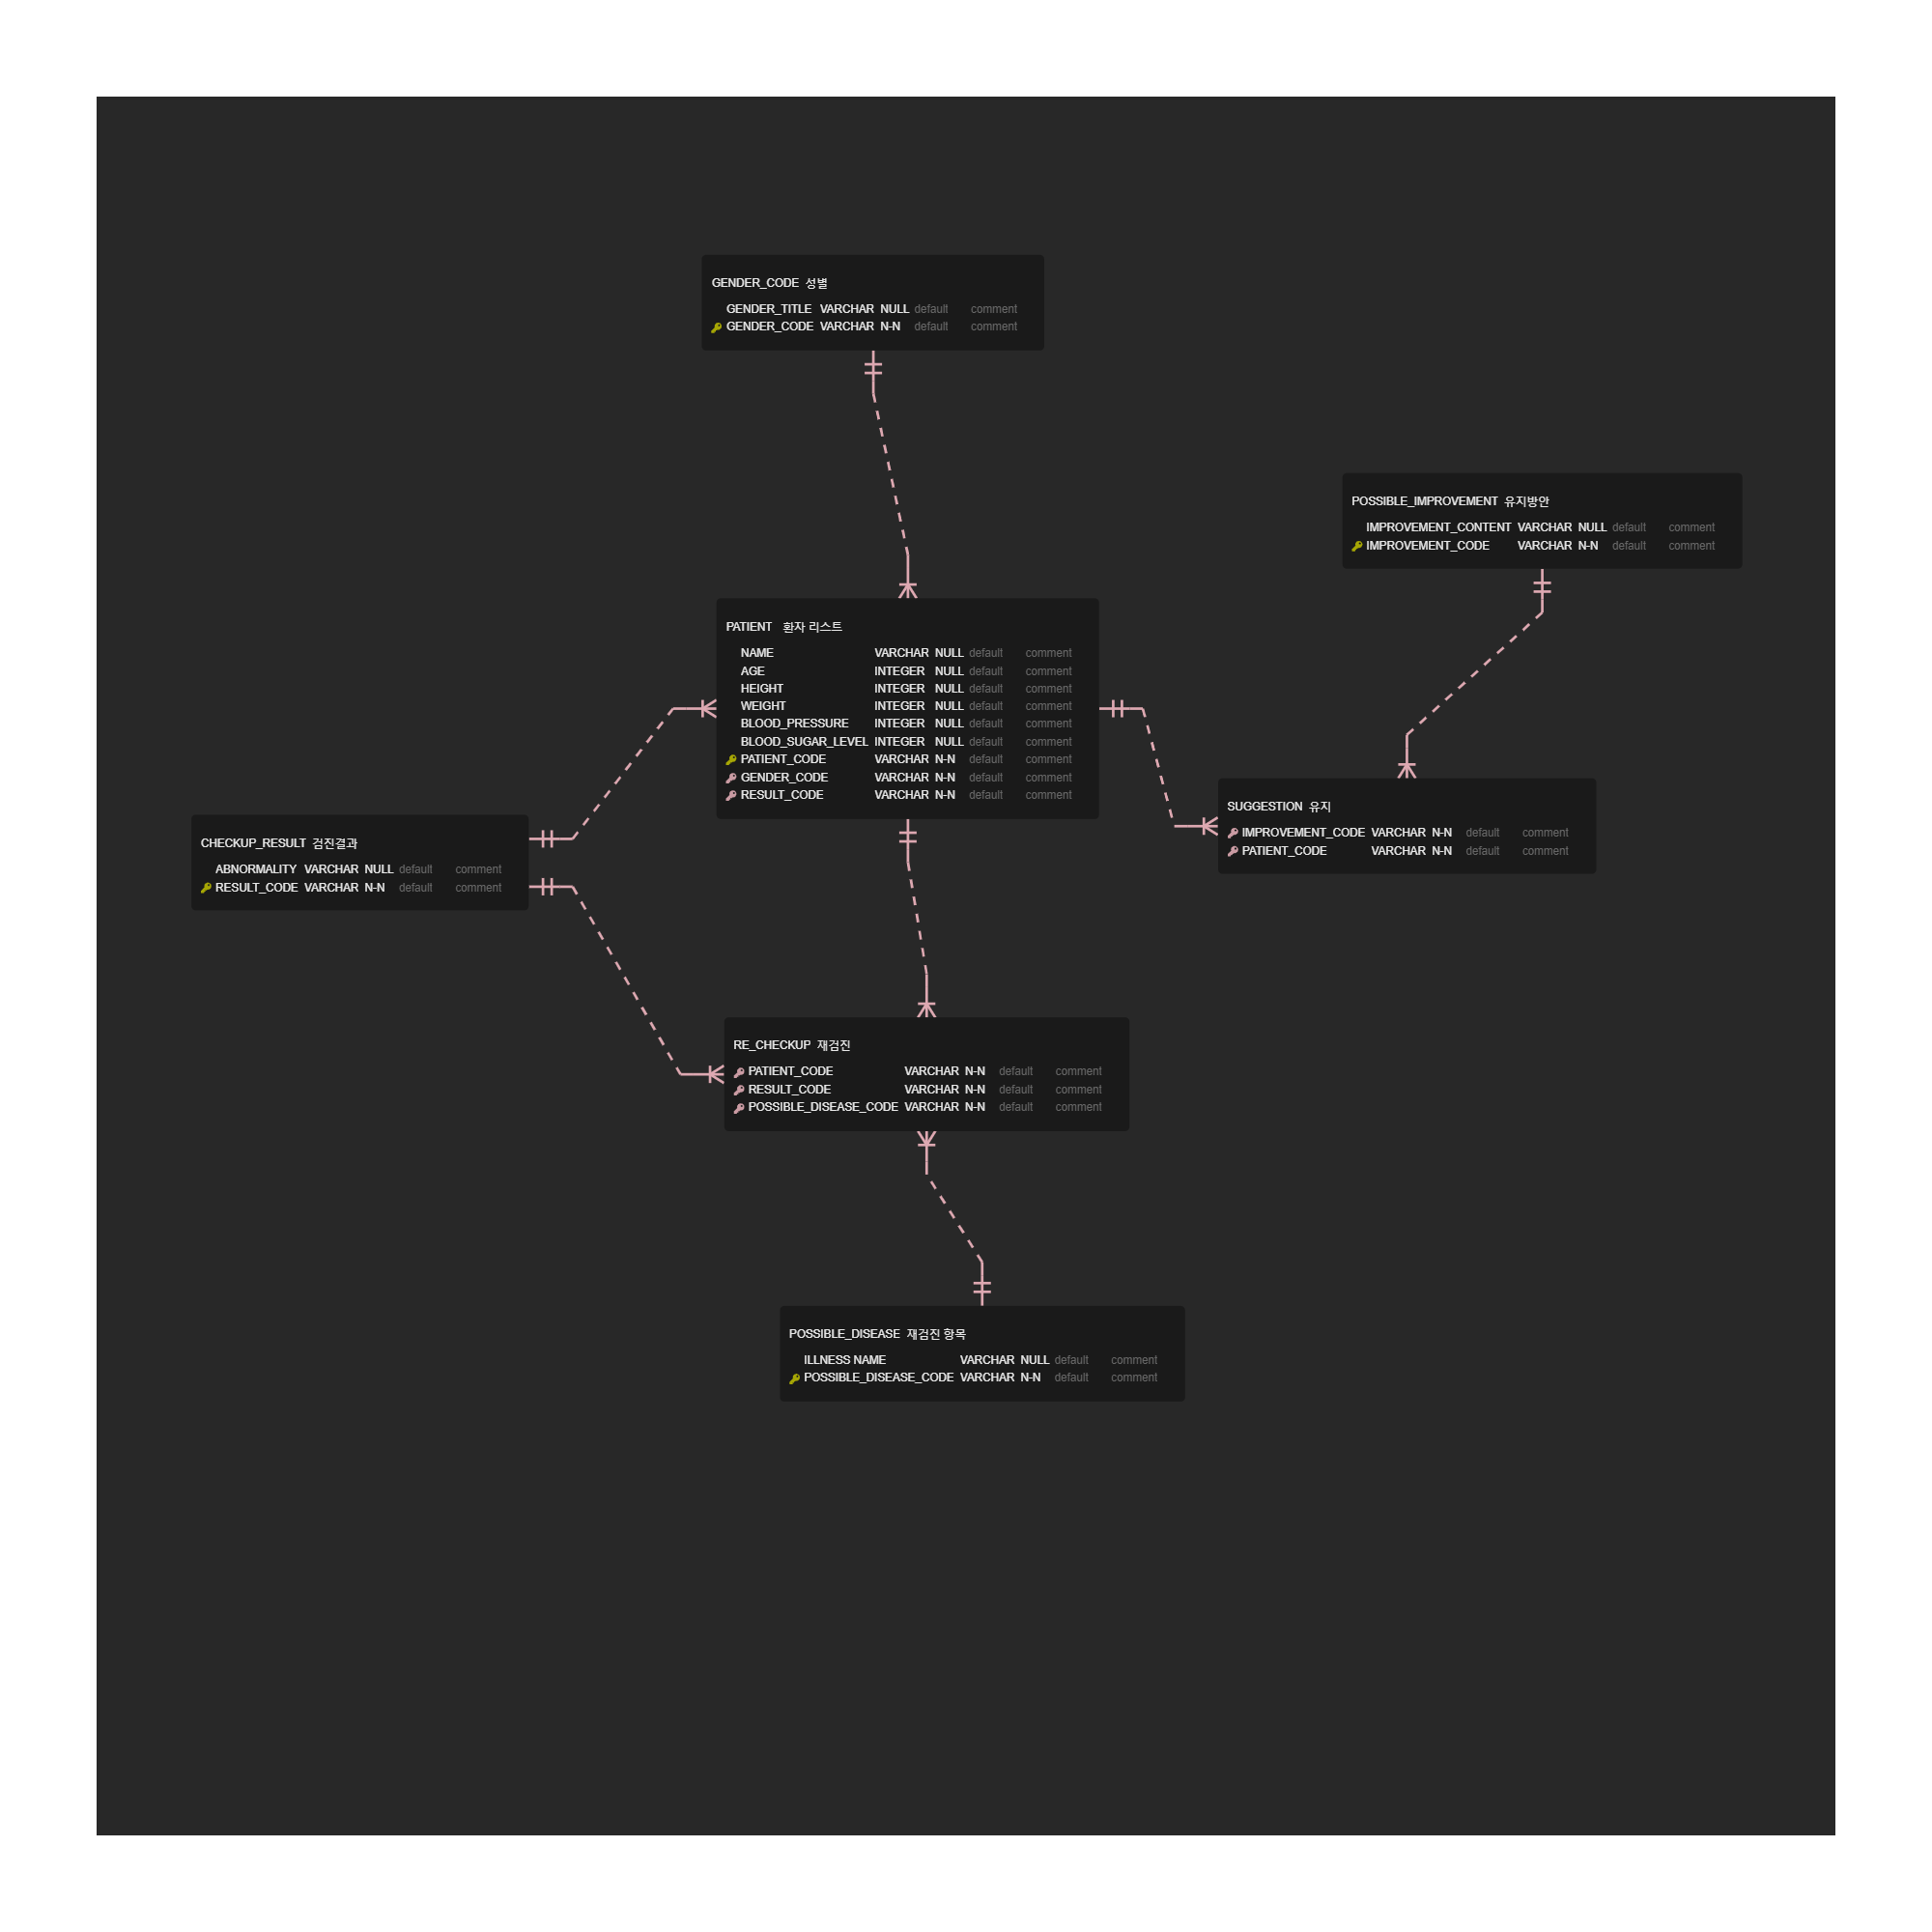 GENDER_CODE 성별
GENDER_TITLE VARCHAR NULL default comment
GENDER_CODE VARCHAR N-N default comment
POSSIBLE_IMPROVEMENT 유지방안
IMPROVEMENT_CONTENT VARCHAR NULL default comment
IMPROVEMENT_CODE VARCHAR N-N default comment
PATIENT 환자 리스트
NAME VARCHAR NULL default comment
AGE INTEGER NULL default comment
HEIGHT INTEGER NULL default comment
WEIGHT INTEGER NULL default comment
BLOOD_PRESSURE INTEGER NULL default comment
BLOOD_SUGAR_LEVEL INTEGER NULL default comment
PATIENT_CODE VARCHAR N-N default comment
GENDER_CODE VARCHAR N-N default comment
RESULT_CODE VARCHAR N-N default comment
SUGGESTION 유지
IMPROVEMENT_CODE VARCHAR N-N default comment
PATIENT_CODE VARCHAR N-N default comment
CHECKUP_RESULT 검진결과
ABNORMALITY VARCHAR NULL default comment
RESULT_CODE VARCHAR N-N default comment
RE_CHECKUP 재검진
PATIENT_CODE VARCHAR N-N default comment
RESULT_CODE VARCHAR N-N default comment
POSSIBLE_DISEASE_CODE VARCHAR N-N default comment
POSSIBLE_DISEASE 재검진 항목
ILLNESS NAME VARCHAR NULL default comment
POSSIBLE_DISEASE_CODE VARCHAR N-N default comment